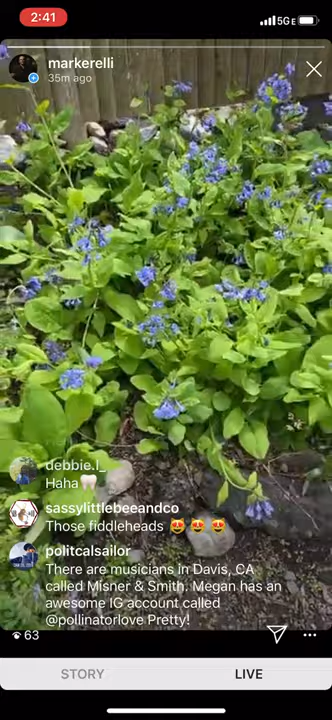 2:41
5GE
markerelli
35m ago
debbie.l_
Haha🦷
sassylittlebeeandco
Those fiddleheads 😍 😍 😍
politcalsailor
There are musicians in Davis, CA
called Misner & Smith. Megan has an
awesome IG account called
@pollinatorlove Pretty!
63
STORY
LIVE